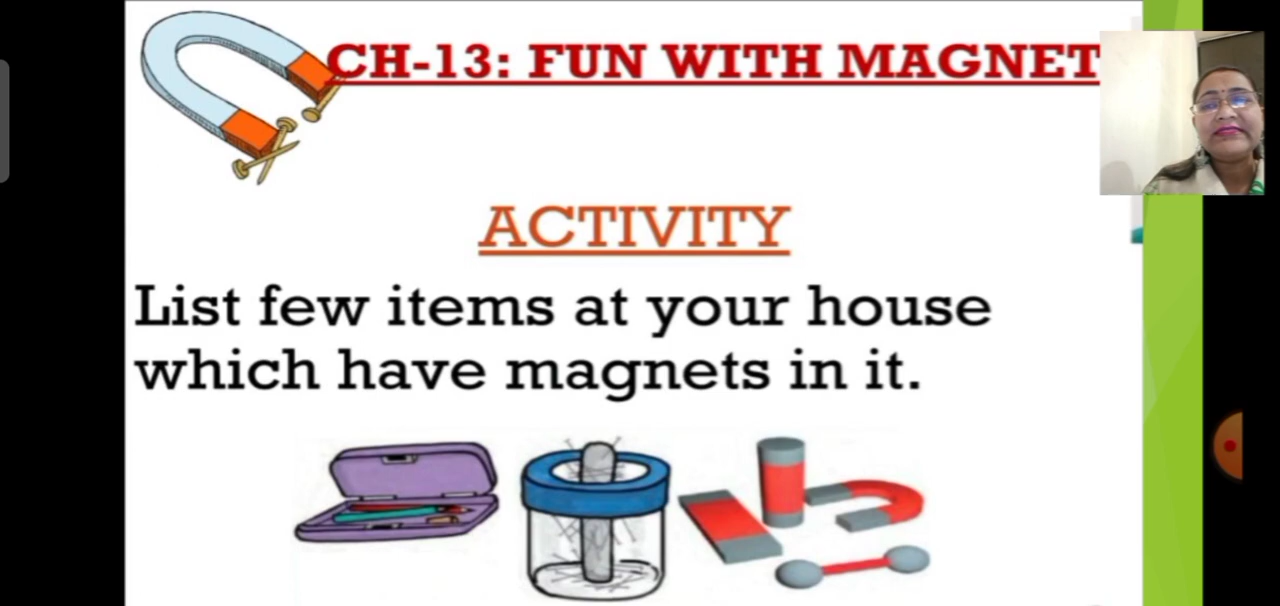 CH-13: FUN WITH MAGNET
ACTIVITY
List few items at your house
which have magnets in it.